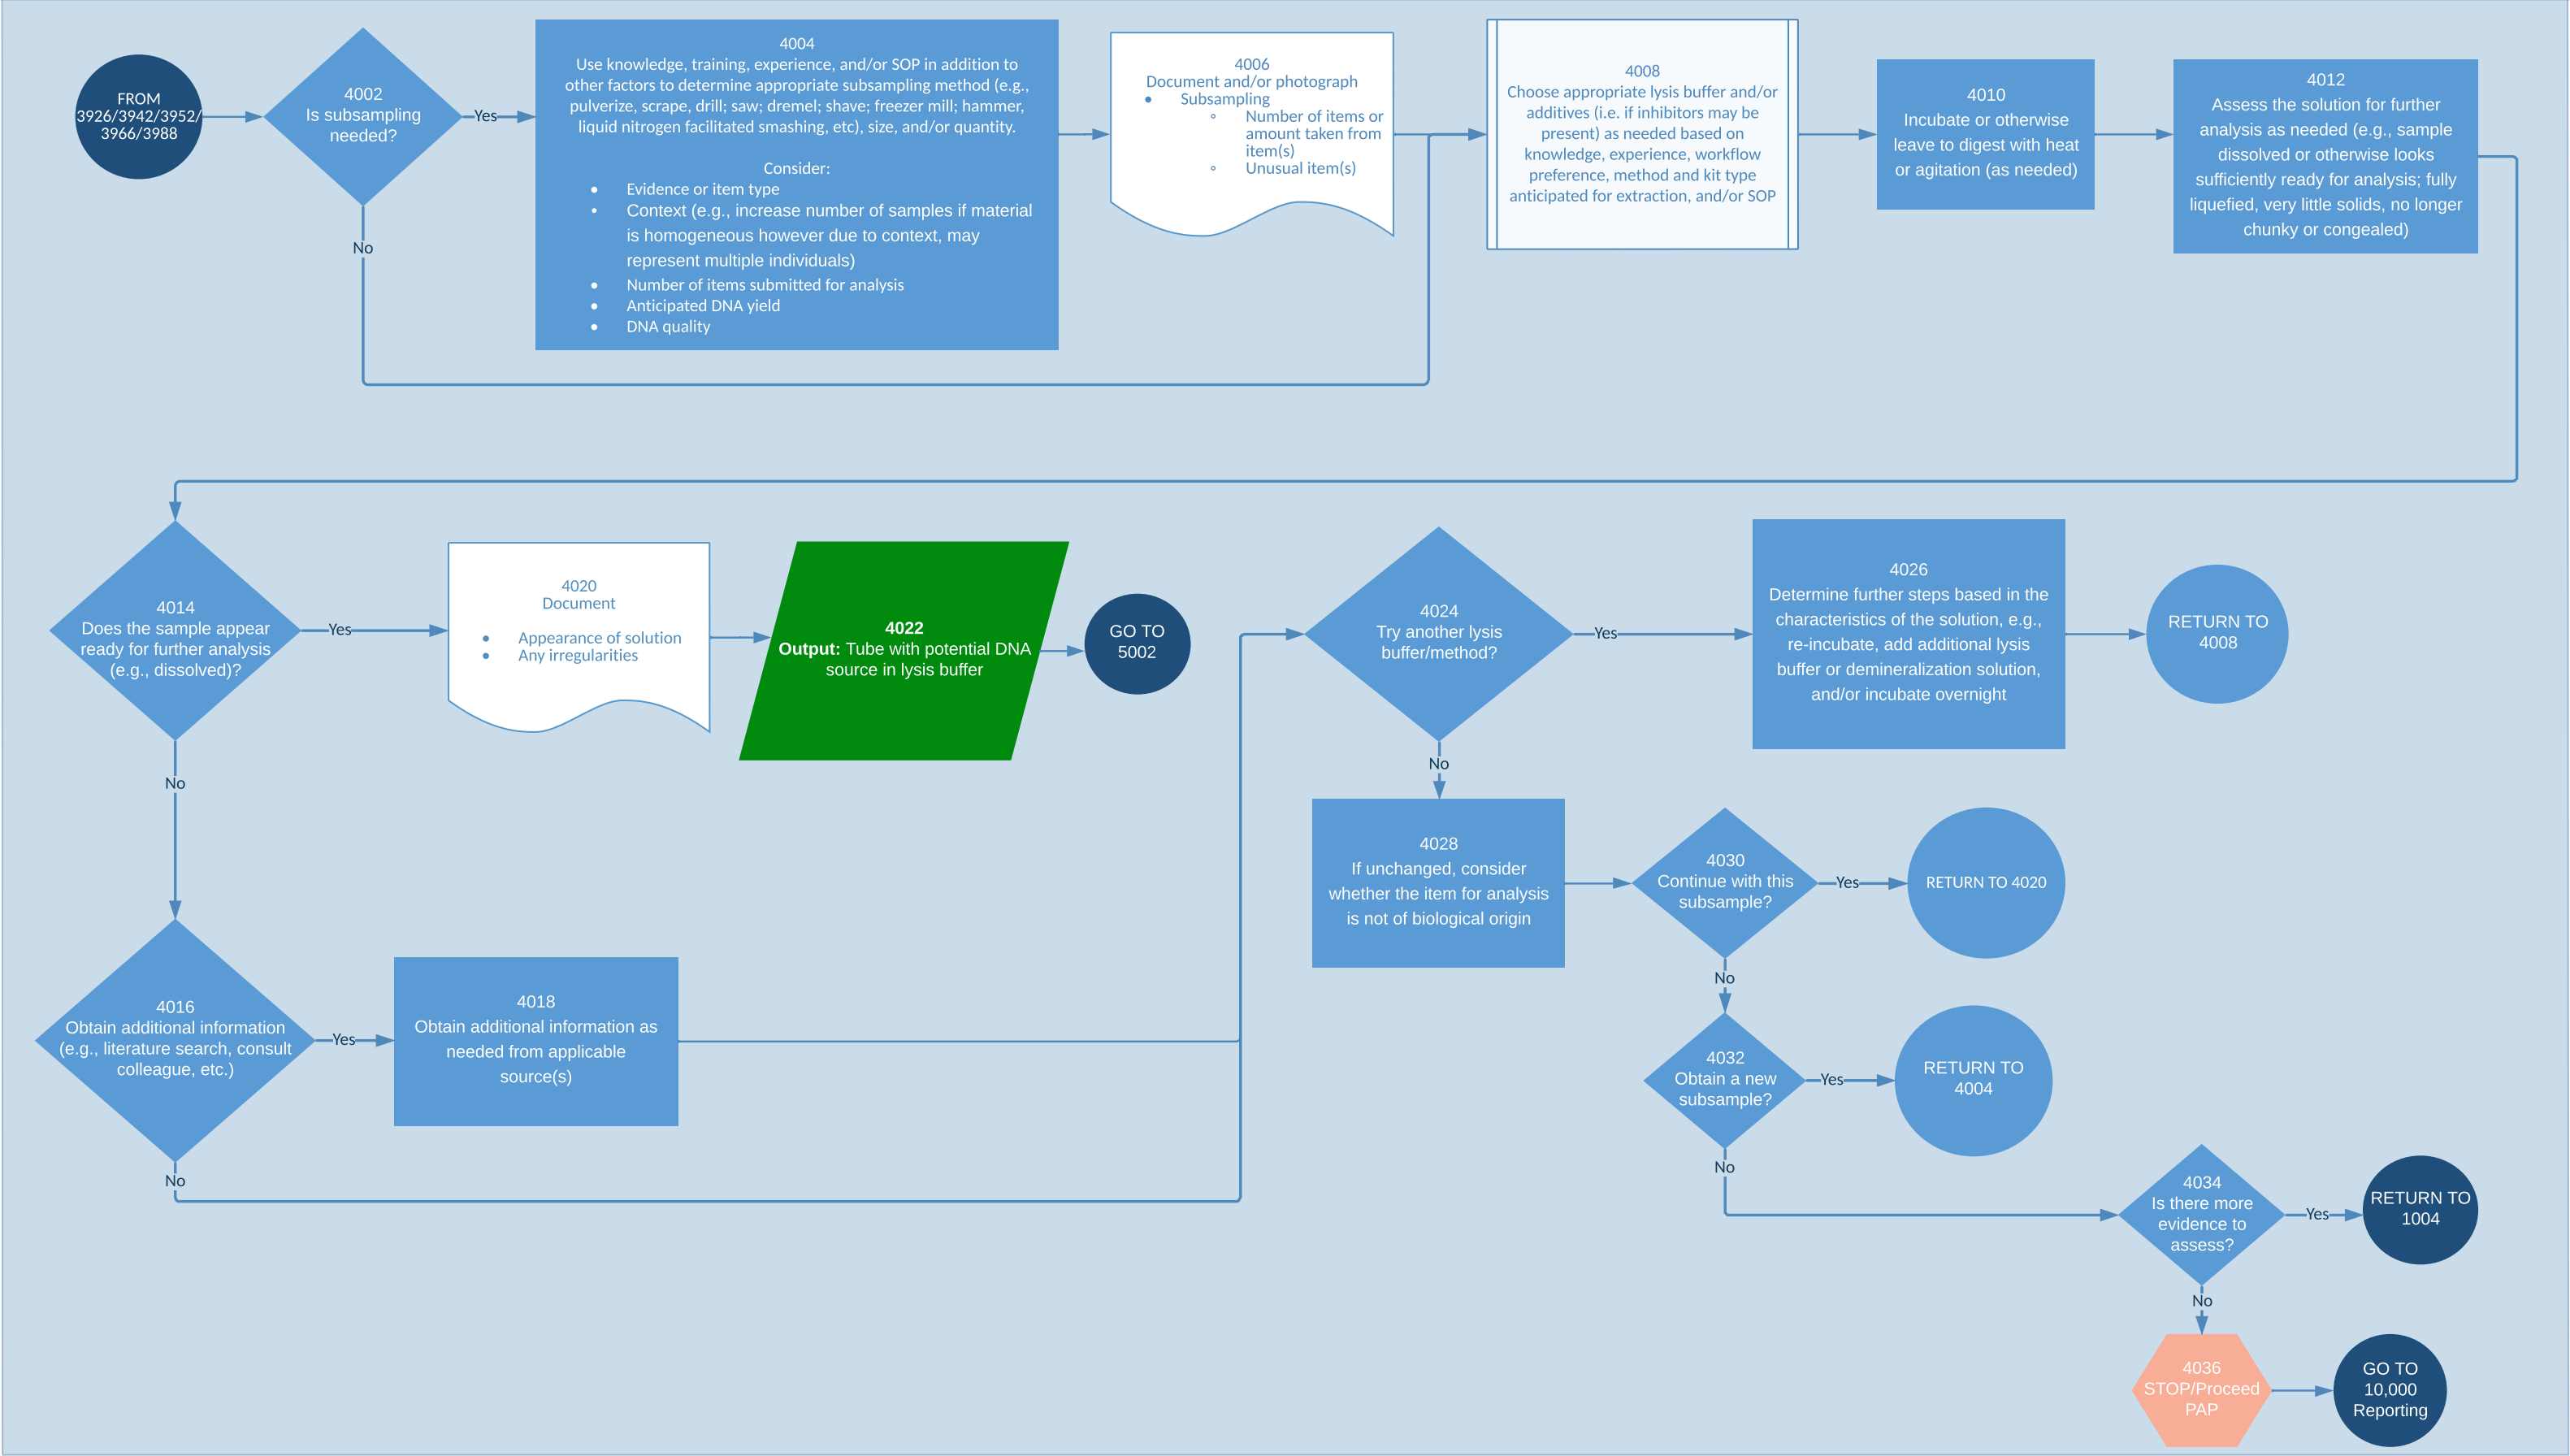 FROM
3926/3942/3952/
3966/3988
4002
Is subsampling
needed?
Yes
No
4004
Use knowledge, training, experience, and/or SOP in addition to
other factors to determine appropriate subsampling method (e.g.,
pulverize, scrape, drill; saw; dremel; shave; freezer mill; hammer,
liquid nitrogen facilitated smashing, etc), size, and/or quantity.
Consider:
• Evidence or item type
• Context (e.g., increase number of samples if material
is homogeneous however due to context, may
represent multiple individuals)
• Number of items submitted for analysis
• Anticipated DNA yield
• DNA quality
4006
Document and/or photograph
• Subsampling
◦ Number of items or
amount taken from
item(s)
◦ Unusual item(s)
4008
Choose appropriate lysis buffer and/or
additives (i.e. if inhibitors may be
present) as needed based on
knowledge, experience, workflow
preference, method and kit type
anticipated for extraction, and/or SOP
4010
Incubate or otherwise
leave to digest with heat
or agitation (as needed)
4012
Assess the solution for further
analysis as needed (e.g., sample
dissolved or otherwise looks
sufficiently ready for analysis; fully
liquefied, very little solids, no longer
chunky or congealed)
4014
Does the sample appear
ready for further analysis
(e.g., dissolved)?
Yes
No
4020
Document
• Appearance of solution
• Any irregularities
4022
Output: Tube with potential DNA
source in lysis buffer
GO TO
5002
4016
Obtain additional information
(e.g., literature search, consult
colleague, etc.)
Yes
No
4018
Obtain additional information as
needed from applicable
source(s)
4024
Try another lysis
buffer/method?
Yes
No
4026
Determine further steps based in the
characteristics of the solution, e.g.,
re-incubate, add additional lysis
buffer or demineralization solution,
and/or incubate overnight
RETURN TO
4008
4028
If unchanged, consider
whether the item for analysis
is not of biological origin
4030
Continue with this
subsample?
Yes
No
RETURN TO 4020
4032
Obtain a new
subsample?
Yes
No
RETURN TO
4004
4034
Is there more
evidence to
assess?
Yes
No
RETURN TO
1004
4036
STOP/Proceed
PAP
GO TO
10,000
Reporting